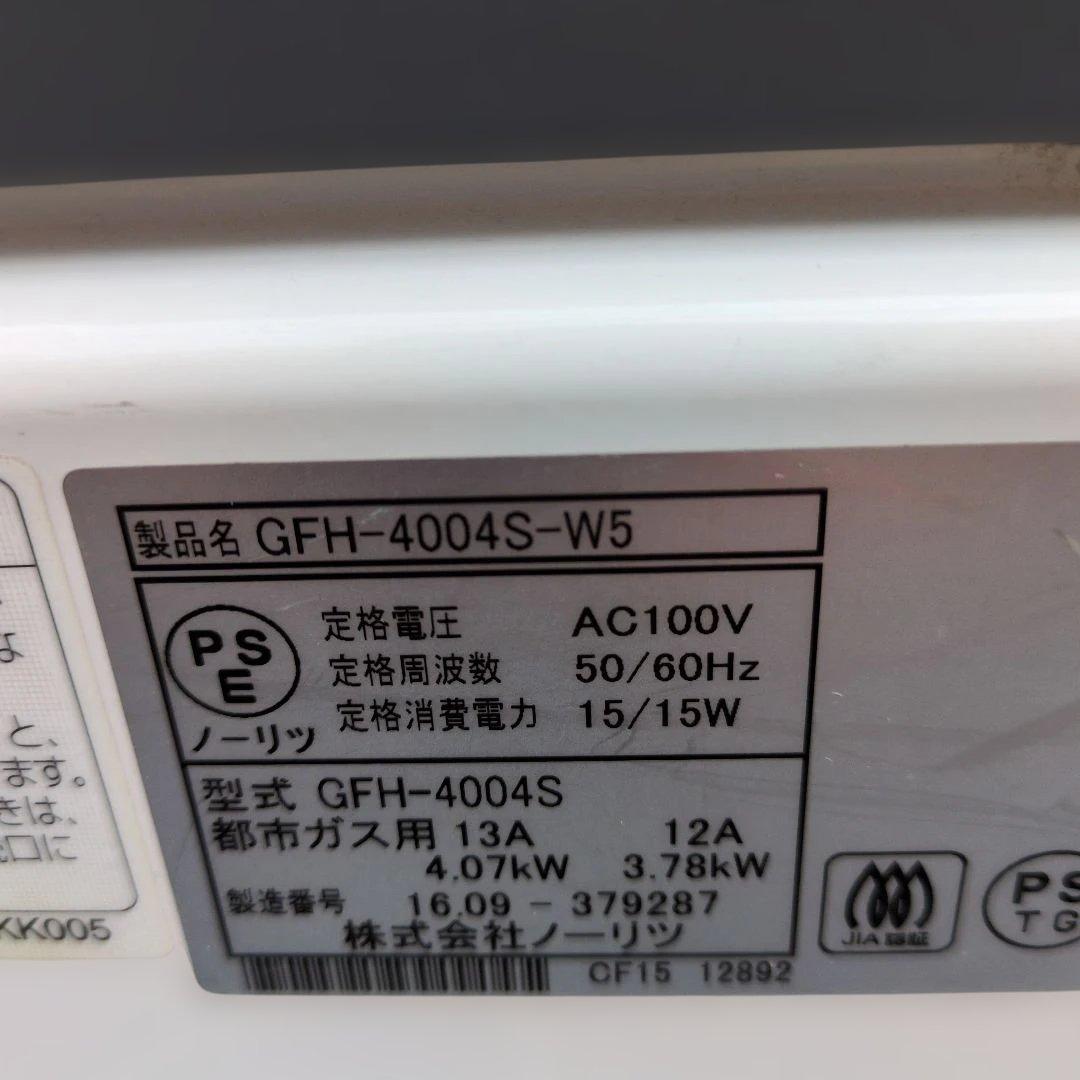 製品名 GFH-4004S-W5
PS
E
ノーリツ
定格電圧 AC100V
定格周波数 50/60Hz
定格消費電力 15/15W
型式 GFH-4004S
都市ガス用 13A 12A
4.07kW 3.78kW
製造番号 16.09 - 379287
株式会社ノーリツ
CF15 12892
JIA 認証
PS
TG
と、
ます。
きは、
口に
KK005